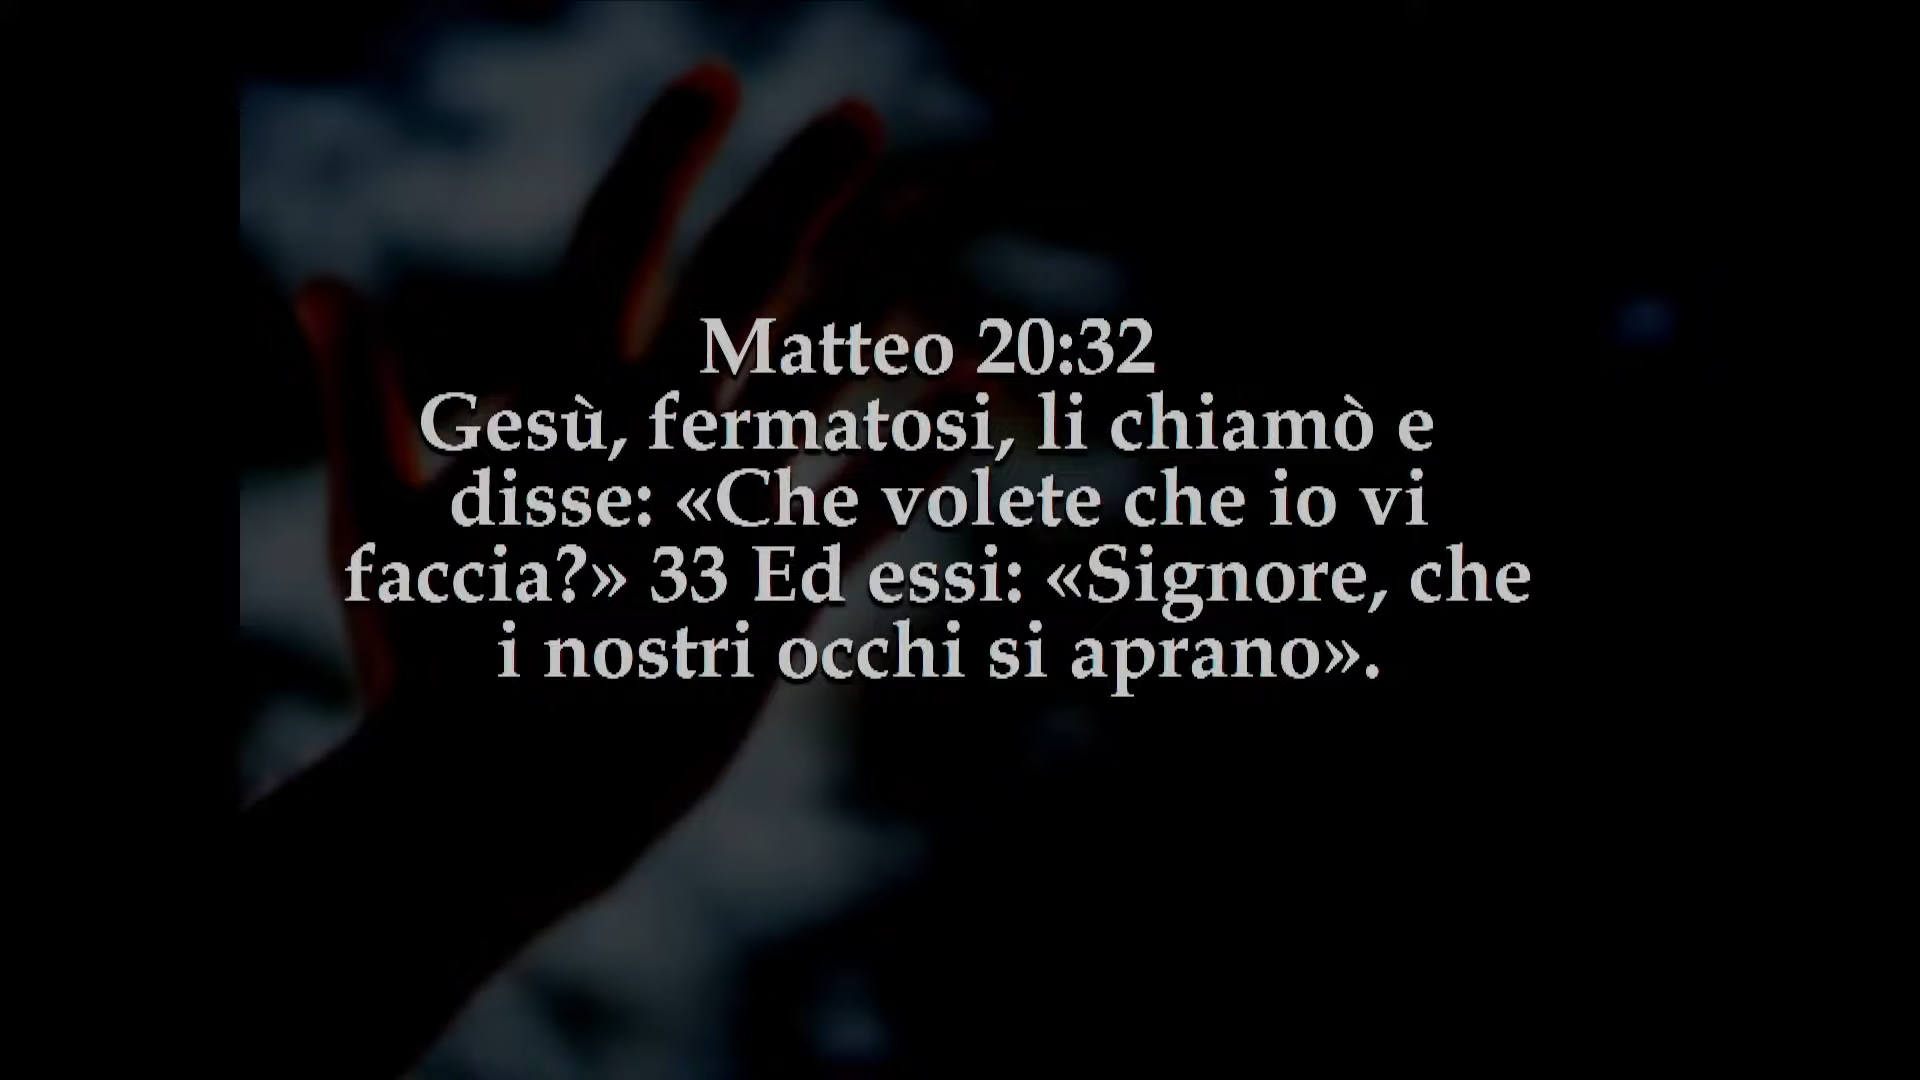 Matteo 20:32
Gesù, fermatosi, li chiamò e
disse: «Che volete che io vi
faccia?» 33 Ed essi: «Signore, che
i nostri occhi si aprano».